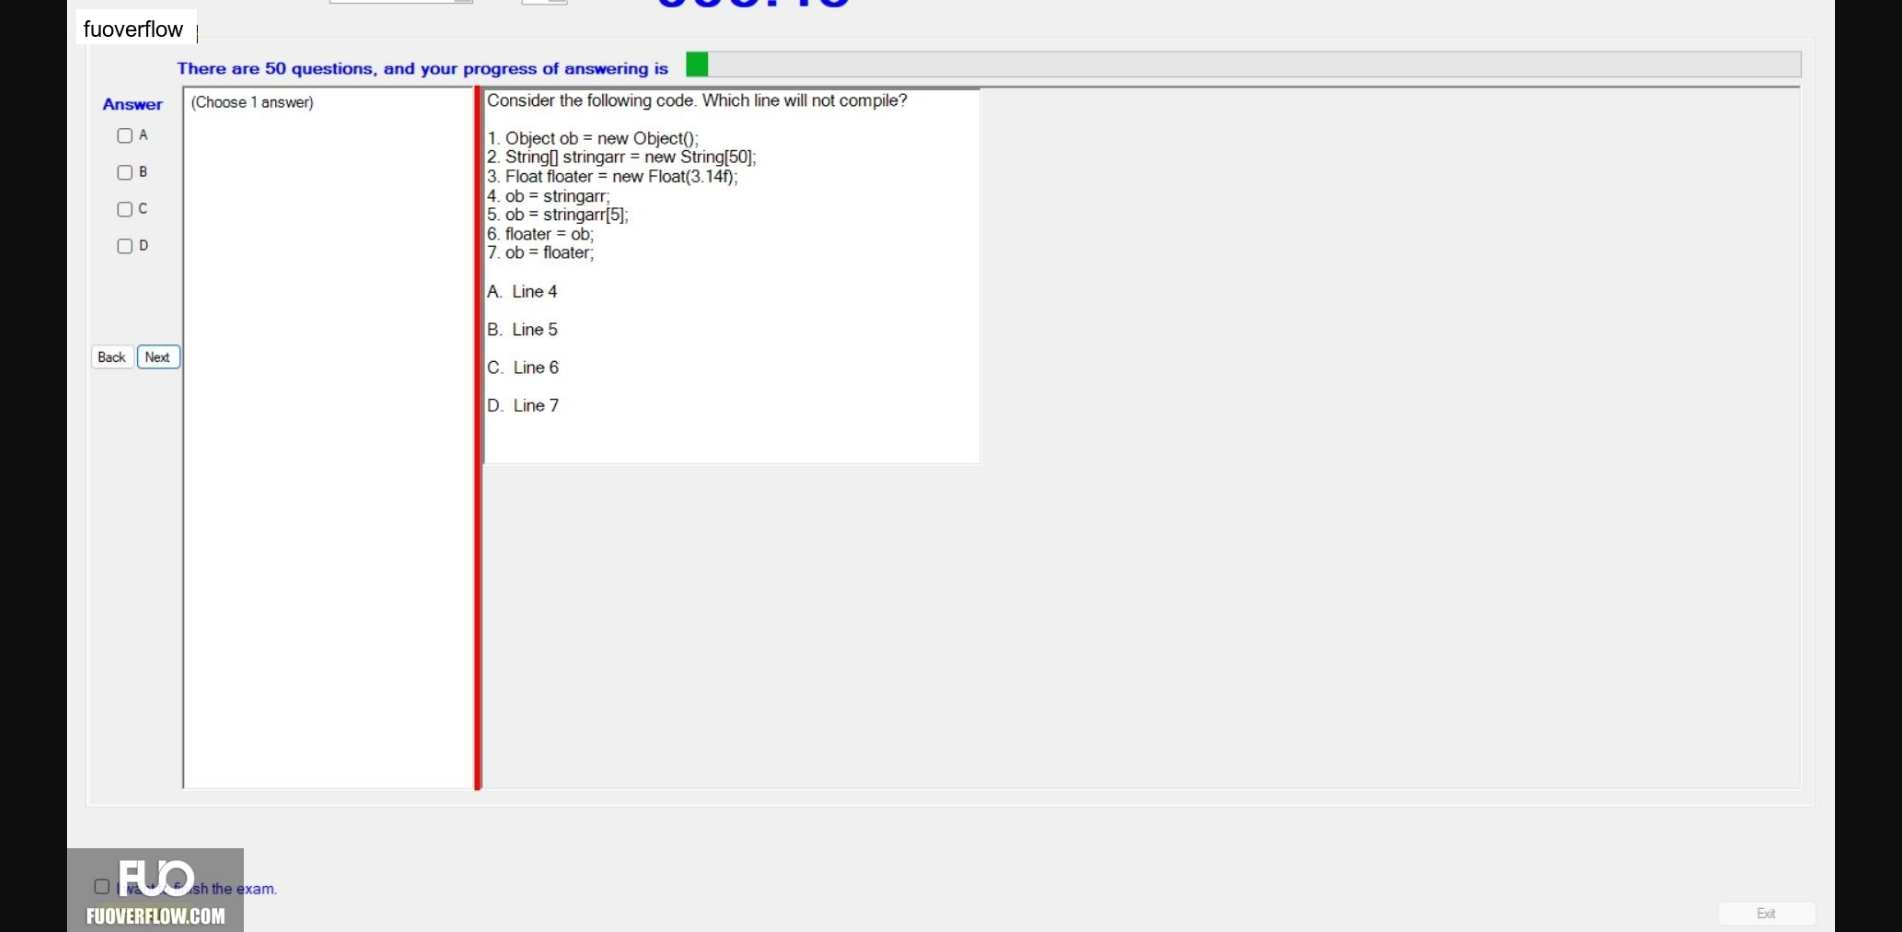 fuoverflow
There are 50 questions, and your progress of answering is
Answer
(Choose 1 answer)
A
B
C
D
Back
Next
Consider the following code. Which line will not compile?
1. Object ob = new Object();
2. String[] stringarr = new String[50];
3. Float floater = new Float(3.14f);
4. ob = stringarr;
5. ob = stringarr[5];
6. floater = ob;
7. ob = floater;
A. Line 4
B. Line 5
C. Line 6
D. Line 7
FUO
I want finish the exam.
FUOVERFLOW.COM
Exit